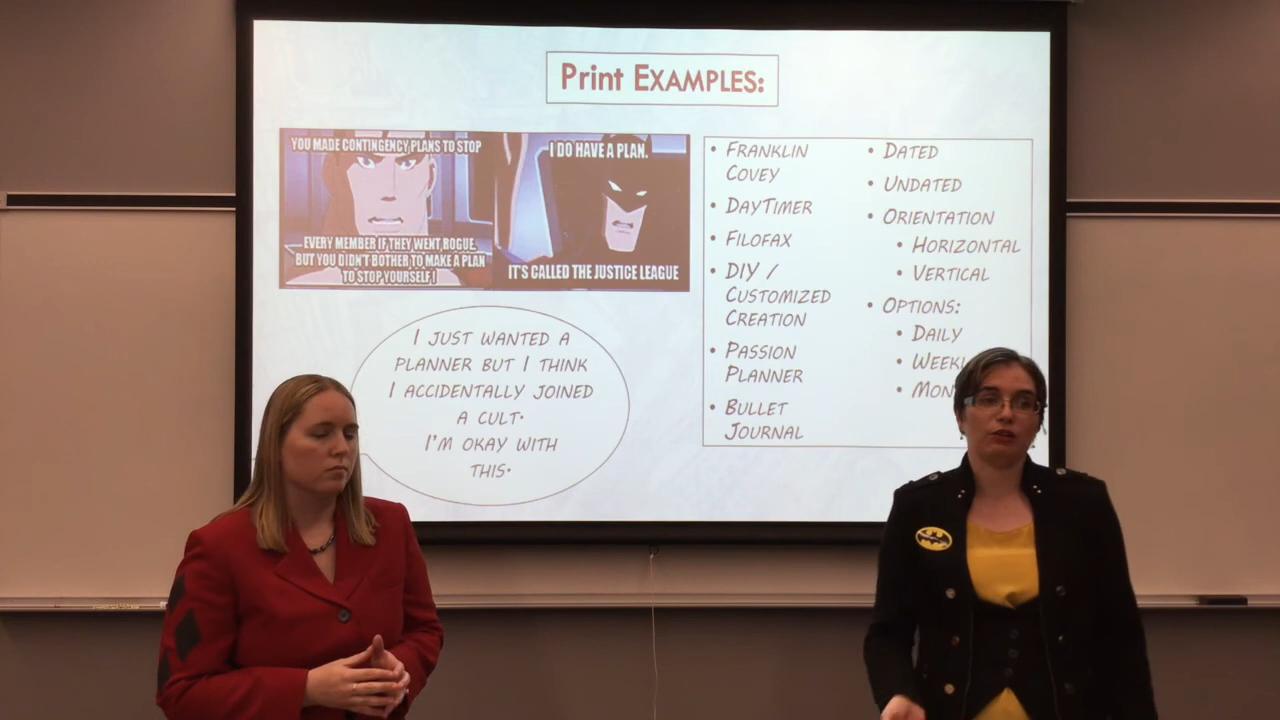 Print EXAMPLES:
YOU MADE CONTINGENCY PLANS TO STOP
EVERY MEMBER IF THEY WENT ROGUE.
BUT YOU DIDN'T BOTHER TO MAKE A PLAN
TO STOP YOURSELF!
I DO HAVE A PLAN.
IT'S CALLED THE JUSTICE LEAGUE
I JUST WANTED A
PLANNER BUT I THINK
I ACCIDENTALLY JOINED
A CULT.
I'M OKAY WITH
THIS.
• FRANKLIN
COVEY
• DAYTIMER
• FILOFAX
• DIY /
CUSTOMIZED
CREATION
• PASSION
PLANNER
• BULLET
JOURNAL
• DATED
• UNDATED
• ORIENTATION
• HORIZONTAL
• VERTICAL
• OPTIONS:
• DAILY
• WEEKL
• MON